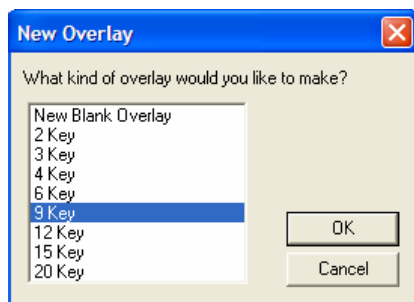 New Overlay
What kind of overlay would you like to make?
New Blank Overlay
2 Key
3 Key
4 Key
6 Key
9 Key
12 Key
15 Key
20 Key
OK
Cancel